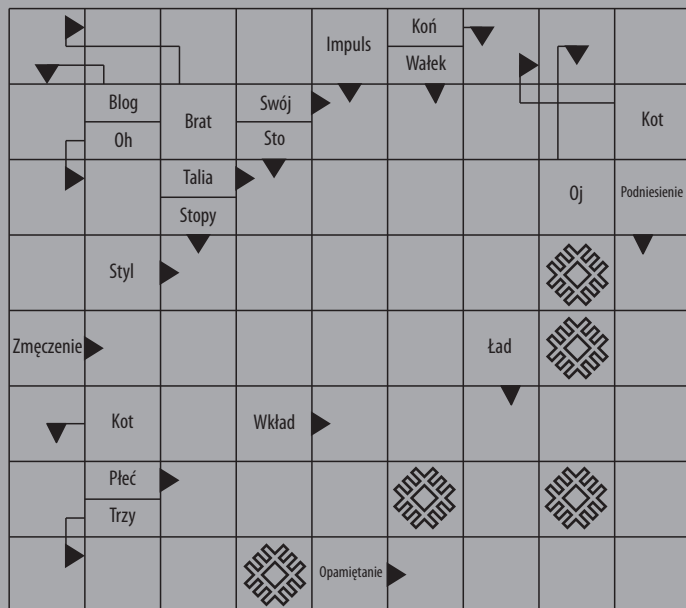 Impuls
Koń
Wałek
Blog
Oh
Brat
Swój
Sto
Kot
Talia
Stopy
Oj
Podniesienie
Styl
Zmęczenie
Ład
Kot
Wkład
Płeć
Trzy
Opamiętanie